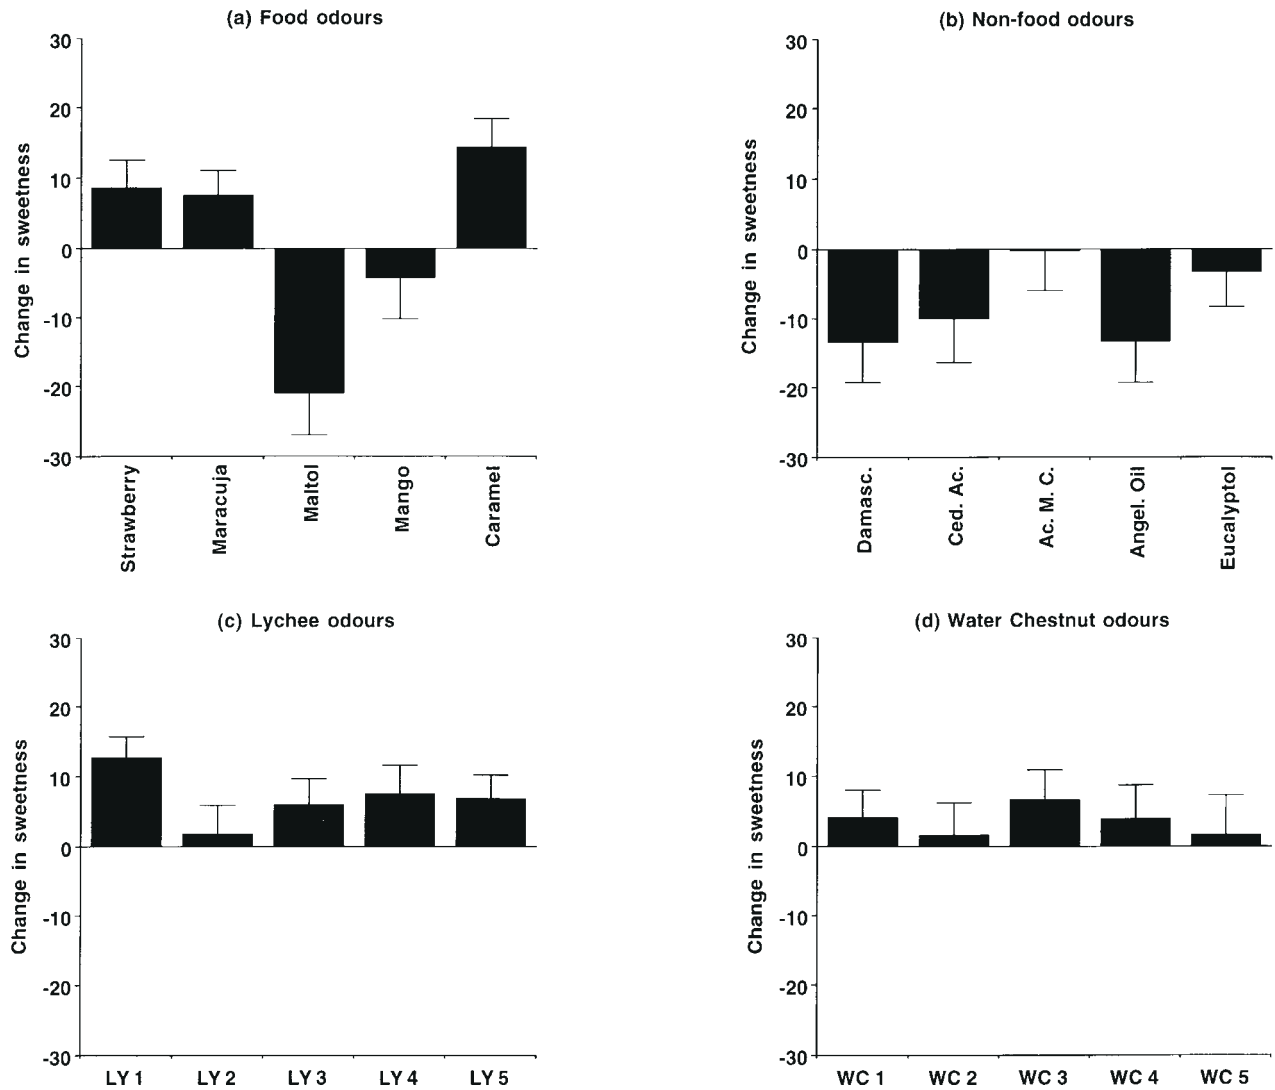 (a) Food odours
30
20
10
0
-10
-20
-30
Change in sweetness
Strawberry
Maracuja
Maltol
Mango
Caramel
(b) Non-food odours
30
20
10
0
-10
-20
-30
Change in sweetness
Damasc.
Ced. Ac.
Ac. M. C.
Angel. Oil
Eucalyptol
(c) Lychee odours
30
20
10
0
-10
-20
-30
Change in sweetness
LY 1
LY 2
LY 3
LY 4
LY 5
(d) Water Chestnut odours
30
20
10
0
-10
-20
-30
Change in sweetness
WC 1
WC 2
WC 3
WC 4
WC 5